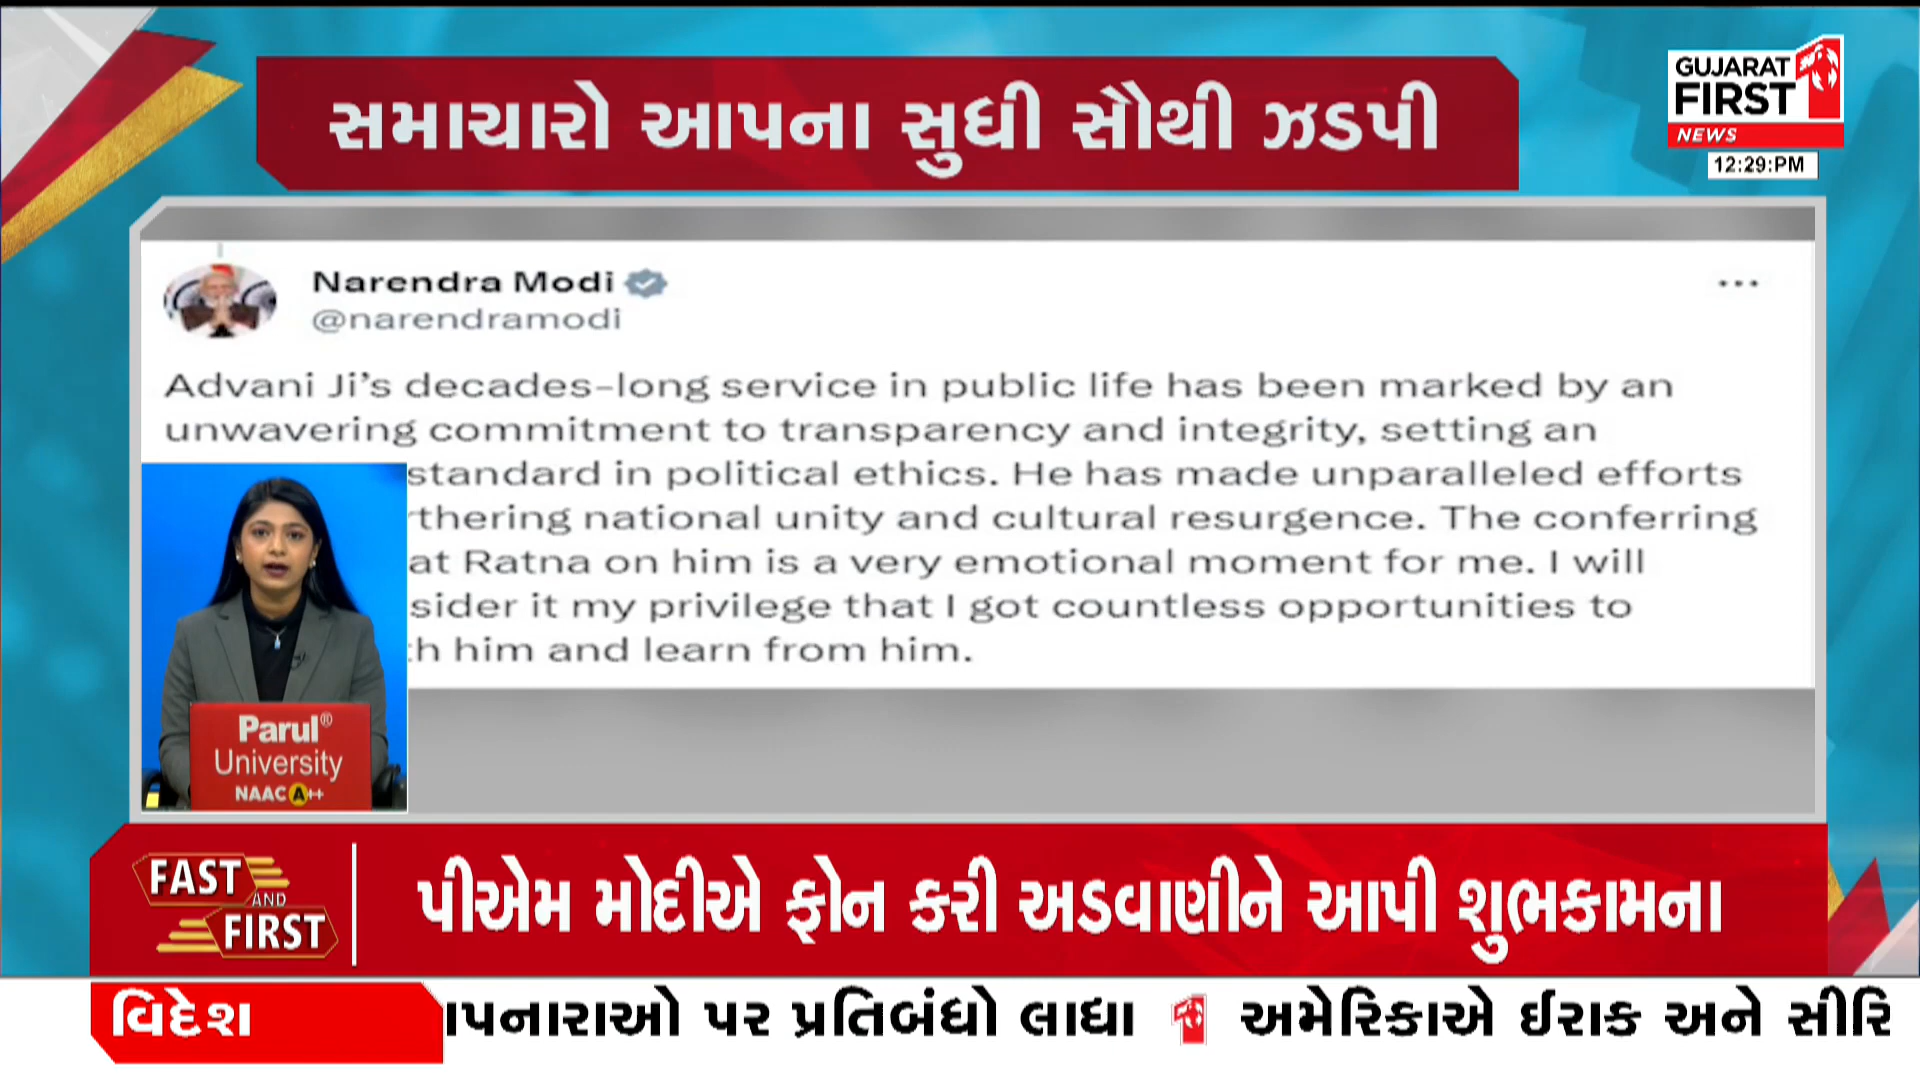 સમાચારો આપના સુધી સૌથી ઝડપી
GUJARAT
FIRST
NEWS
12:29:PM
Narendra Modi
@narendramodi
Advani Ji’s decades-long service in public life has been marked by an
unwavering commitment to transparency and integrity, setting an
standard in political ethics. He has made unparalleled efforts
thering national unity and cultural resurgence. The conferring
at Ratna on him is a very emotional moment for me. I will
sider it my privilege that I got countless opportunities to
h him and learn from him.
Parul®
University
NAAC A++
FAST
AND
FIRST
પીએમ મોદીએ ફોન કરી અડવાણીને આપી શુભકામના
વિદેશ
પનારાઓ પર પ્રતિબંધો લાધા
અમેરિકાએ ઈરાક અને સીરિ